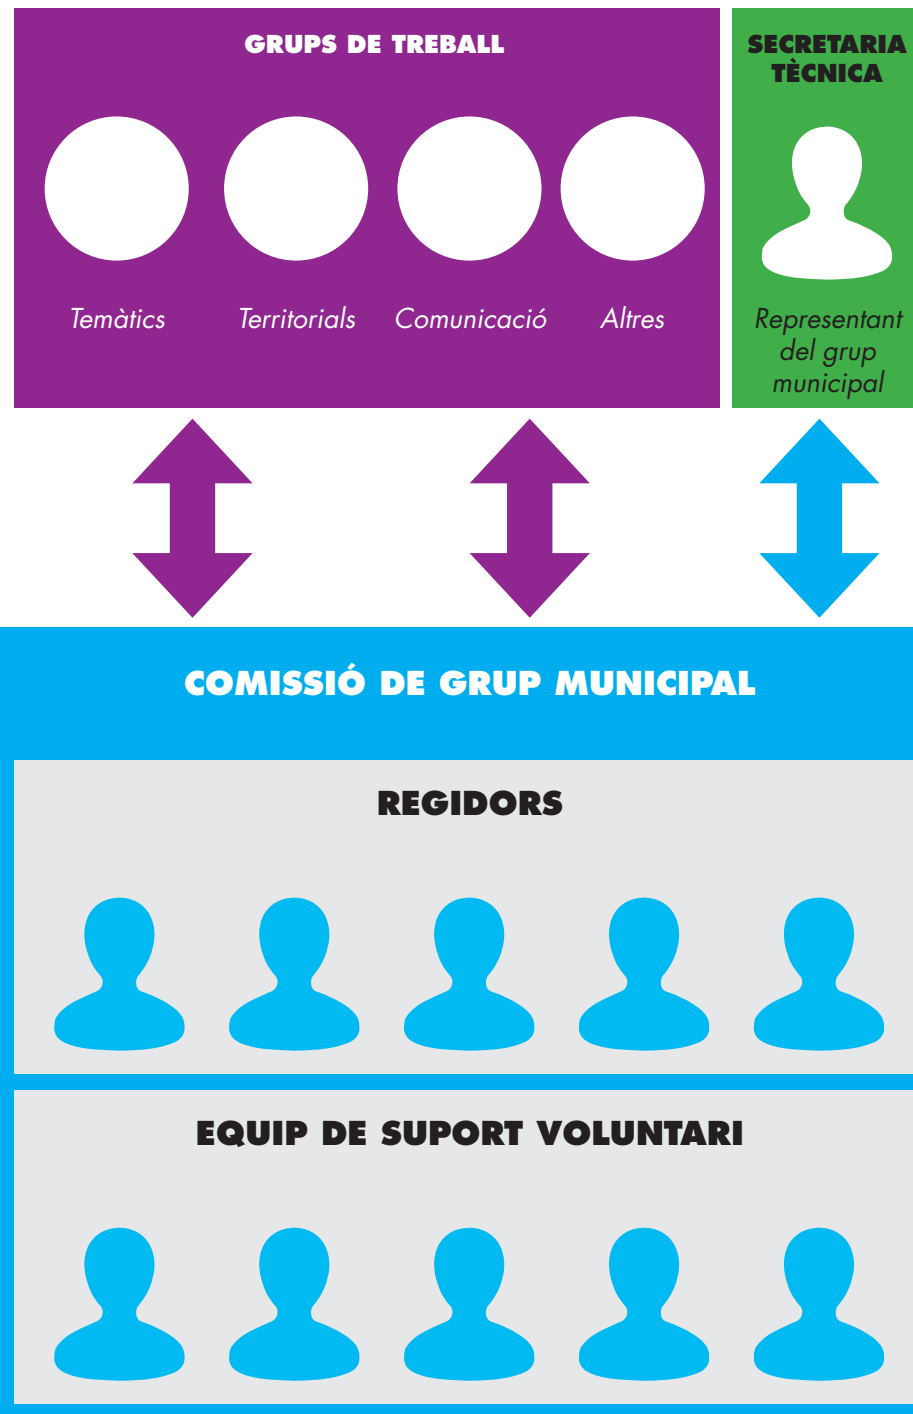 GRUPS DE TREBALL
Temàtics
Territorials
Comunicació
Altres
SECRETARIA
TÈCNICA
Representant
del grup
municipal
COMISSIÓ DE GRUP MUNICIPAL
REGIDORS
EQUIP DE SUPORT VOLUNTARI